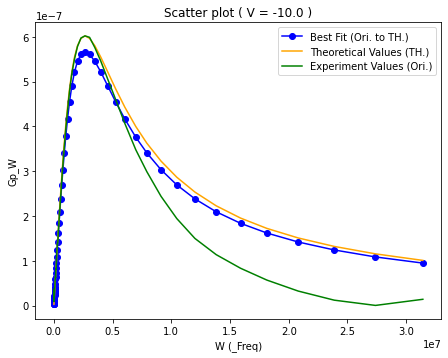 Scatter plot ( V = -10.0 )
1e-7
Best Fit (Ori. to TH.)
Theoretical Values (TH.)
Experiment Values (Ori.)
6
5
4
3
2
1
0
Gp_W
0.0 0.5 1.0 1.5 2.0 2.5 3.0
1e7
W (_Freq)